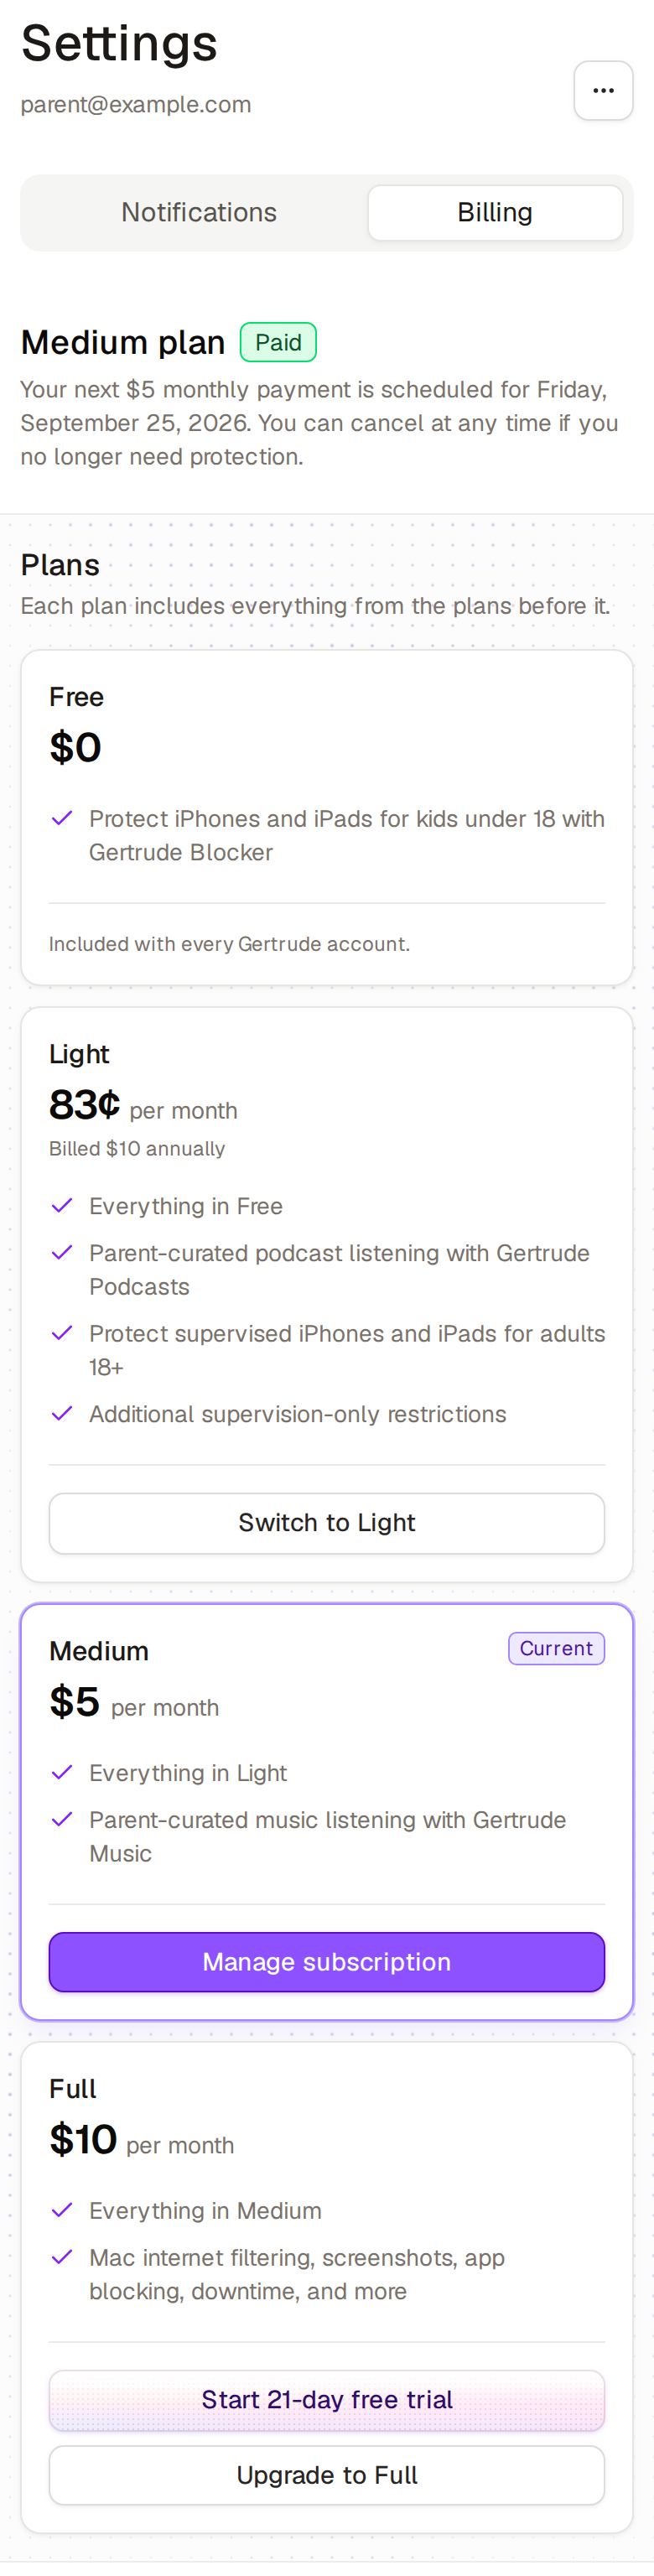 Settings
parent@example.com
Notifications
Billing
Medium plan
Paid
Your next $5 monthly payment is scheduled for Friday,
September 25, 2026. You can cancel at any time if you
no longer need protection.
Plans
Each plan includes everything from the plans before it.
Free
$0
Protect iPhones and iPads for kids under 18 with
Gertrude Blocker
Included with every Gertrude account.
Light
83¢ per month
Billed $10 annually
Everything in Free
Parent-curated podcast listening with Gertrude
Podcasts
Protect supervised iPhones and iPads for adults
18+
Additional supervision-only restrictions
Switch to Light
Medium
Current
$5 per month
Everything in Light
Parent-curated music listening with Gertrude
Music
Manage subscription
Full
$10 per month
Everything in Medium
Mac internet filtering, screenshots, app
blocking, downtime, and more
Start 21-day free trial
Upgrade to Full